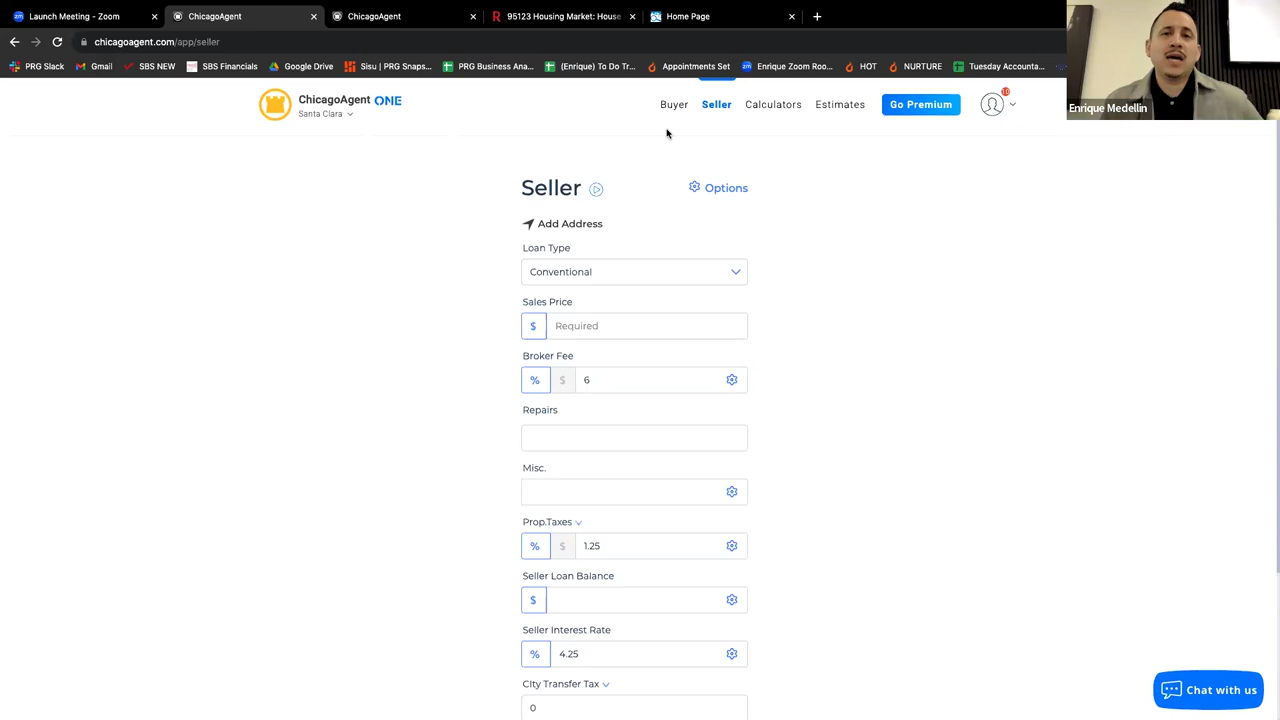 Launch Meeting - Zoom
ChicagoAgent
ChicagoAgent
95123 Housing Market: House
Home Page
chicagoagent.com/app/seller
PRG Slack
Gmail
SBS NEW
SBS Financials
Google Drive
Sisu | PRG Snaps...
PRG Business Ana...
(Enrique) To Do Tr...
Appointments Set
Enrique Zoom Roo...
HOT
NURTURE
Tuesday Accounta...
Enrique Medellin
ChicagoAgent ONE
Santa Clara
Buyer
Seller
Calculators
Estimates
Go Premium
10
Seller
Options
Add Address
Loan Type
Conventional
Sales Price
$ Required
Broker Fee
% $ 6
Repairs
Misc.
Prop.Taxes
% $ 1.25
Seller Loan Balance
$
Seller Interest Rate
% 4.25
City Transfer Tax
0
Chat with us